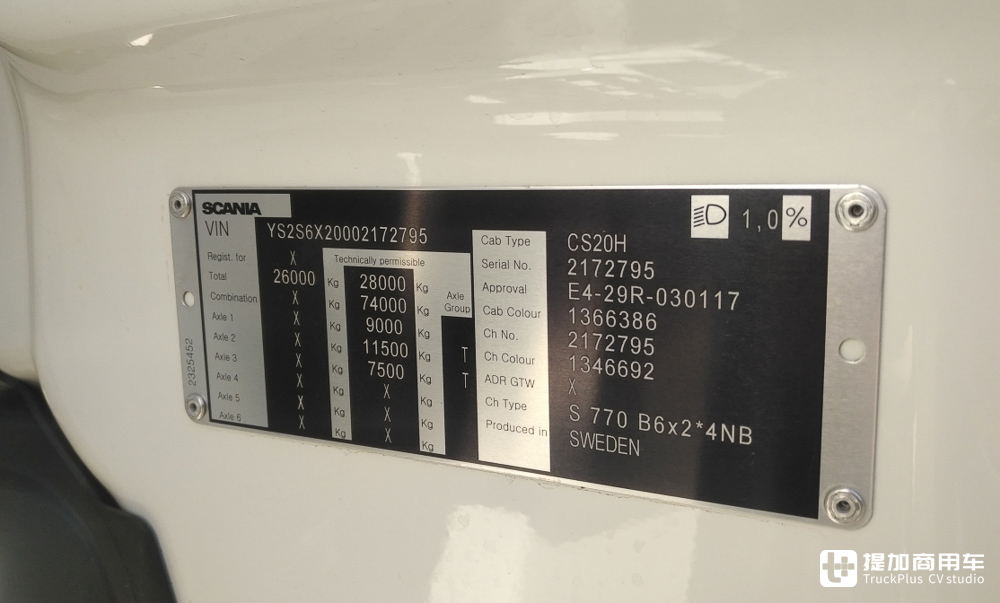 SCANIA
VIN YS2S6X20002172795
Regist. for X Technically permissible
Total 26000 Kg 28000 Kg
Combination X Kg 74000 Kg Axle Group
Axle 1 X Kg 9000 Kg
Axle 2 X Kg 11500 Kg T
Axle 3 X Kg 7500 Kg T
Axle 4 X Kg X Kg
Axle 5 X Kg X Kg
Axle 6 X Kg X Kg
2325452
1,0%
Cab Type CS20H
Serial No. 2172795
Approval E4-29R-030117
Cab Colour 1366386
Ch No. 2172795
Ch Colour 1346692
ADR GTW X
Ch Type S 770 B6x2*4NB
Produced in SWEDEN
提加商用车
TruckPlus CV studio